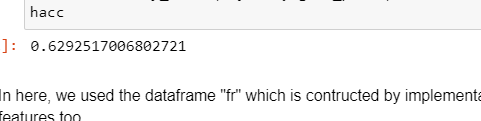 hacc
]: 0.6292517006802721
In here, we used the dataframe "fr" which is contructed by implementa
features too